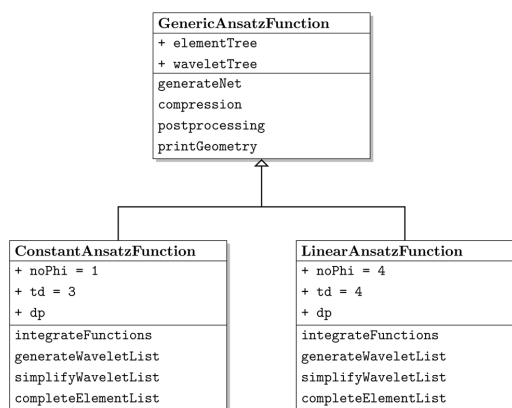 GenericAnsatzFunction
+ elementTree
+ waveletTree
generateNet
compression
postprocessing
printGeometry
ConstantAnsatzFunction
+ noPhi = 1
+ td = 3
+ dp
integrateFunctions
generateWaveletList
simplifyWaveletList
completeElementList
LinearAnsatzFunction
+ noPhi = 4
+ td = 4
+ dp
integrateFunctions
generateWaveletList
simplifyWaveletList
completeElementList